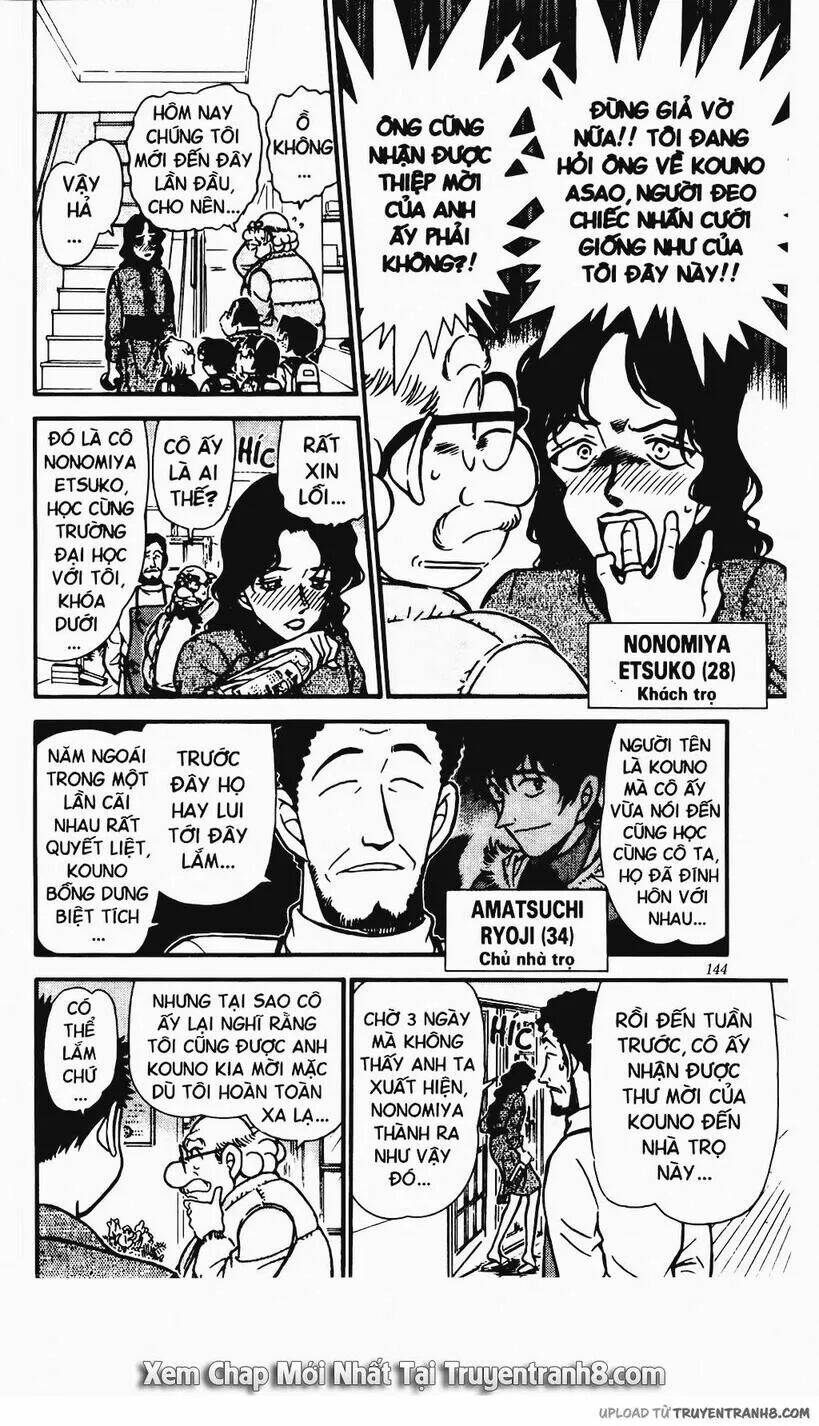 ĐỪNG GIẢ VỜ
NỮA!! TÔI ĐANG
HỎI ÔNG VỀ KOUNO
ASAO, NGƯỜI ĐEO
CHIẾC NHẤN CƯỚI
GIỐNG NHƯ CỦA
TÔI ĐÂY NÀY!!
ÔNG CŨNG
NHẬN ĐƯỢC
THIỆP MỜI
CỦA ANH
ẤY PHẢI
KHÔNG?!
NONOMIYA
ETSUKO (28)
Khách trọ
Ồ
KHÔNG
...
HÔM NAY
CHÚNG TÔI
MỚI ĐẾN ĐÂY
LẦN ĐẦU,
CHO NÊN...
VẬY
HẢ
...
RẤT
XIN
LỖI...
HÍC
CÔ ẤY
LÀ AI
THẾ?
ĐÓ LÀ CÔ
NONOMIYA
ETSUKO,
HỌC CÙNG
TRƯỜNG
ĐẠI HỌC
VỚI TÔI,
KHÓA
DƯỚI
...
NGƯỜI TÊN
LÀ KOUNO
MÀ CÔ ẤY
VỪA NÓI ĐẾN
CŨNG HỌC
CÙNG CÔ TA,
HỌ ĐÃ ĐÍNH
HÔN VỚI
NHAU...
AMATSUCHI
RYOJI (34)
Chủ nhà trọ
TRƯỚC
ĐÂY HỌ
HAY LUI
TỚI ĐÂY
LẮM...
NĂM NGOÁI
TRONG MỘT
LẦN CÃI
NHAU RẤT
QUYẾT LIỆT,
KOUNO
BỖNG DƯNG
BIỆT TÍCH
...
144
RỒI ĐẾN TUẦN
TRƯỚC, CÔ ẤY
NHẬN ĐƯỢC
THƯ MỜI CỦA
KOUNO ĐẾN
NHÀ TRỌ
NÀY...
HÍC
CHỜ 3 NGÀY
MÀ KHÔNG
THẤY ANH TA
XUẤT HIỆN,
NONOMIYA
THÀNH RA
NHƯ VẬY
ĐÓ...
NHƯNG TẠI SAO CÔ
ẤY LẠI NGHĨ RẰNG
TÔI CŨNG ĐƯỢC ANH
KOUNO KIA MỜI MẶC
DÙ TÔI HOÀN TOÀN
XA LẠ...
CÓ
THỂ
LẮM
CHỨ
...
Xem Chap Mới Nhất Tại Truyentranh8.com
UPLOAD TỪ TRUYENTRANH8.COM